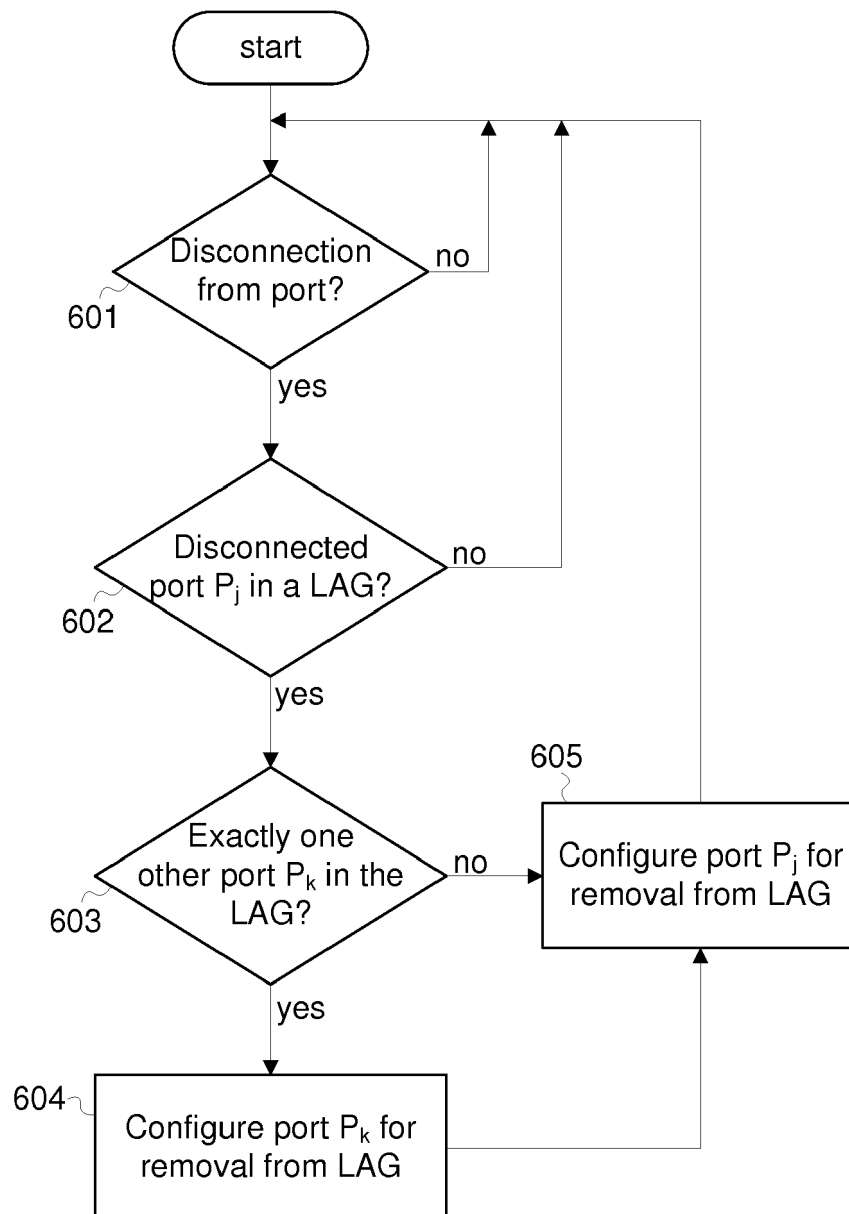 start
Disconnection
from port?
no
601
yes
Disconnected
port Pj in a LAG?
no
602
yes
605
Exactly one
other port Pk in the
LAG?
no
603
Configure port Pj for
removal from LAG
yes
604
Configure port Pk for
removal from LAG